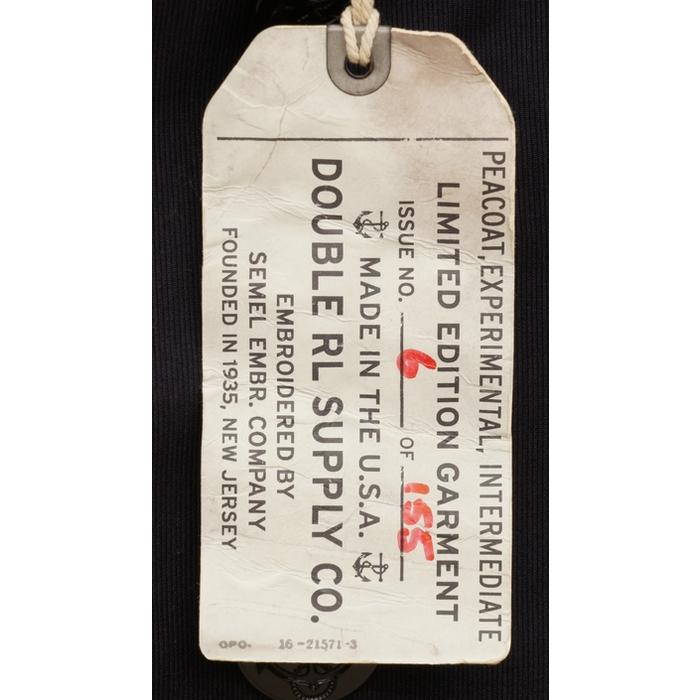 PEACOAT, EXPERIMENTAL, INTERMEDIATE
LIMITED EDITION GARMENT
ISSUE NO. 6 OF 155
MADE IN THE U.S.A.
DOUBLE RL SUPPLY CO.
EMBROIDERED BY
SEMEL EMBR. COMPANY
FOUNDED IN 1935, NEW JERSEY
GPO. 16-21571-3